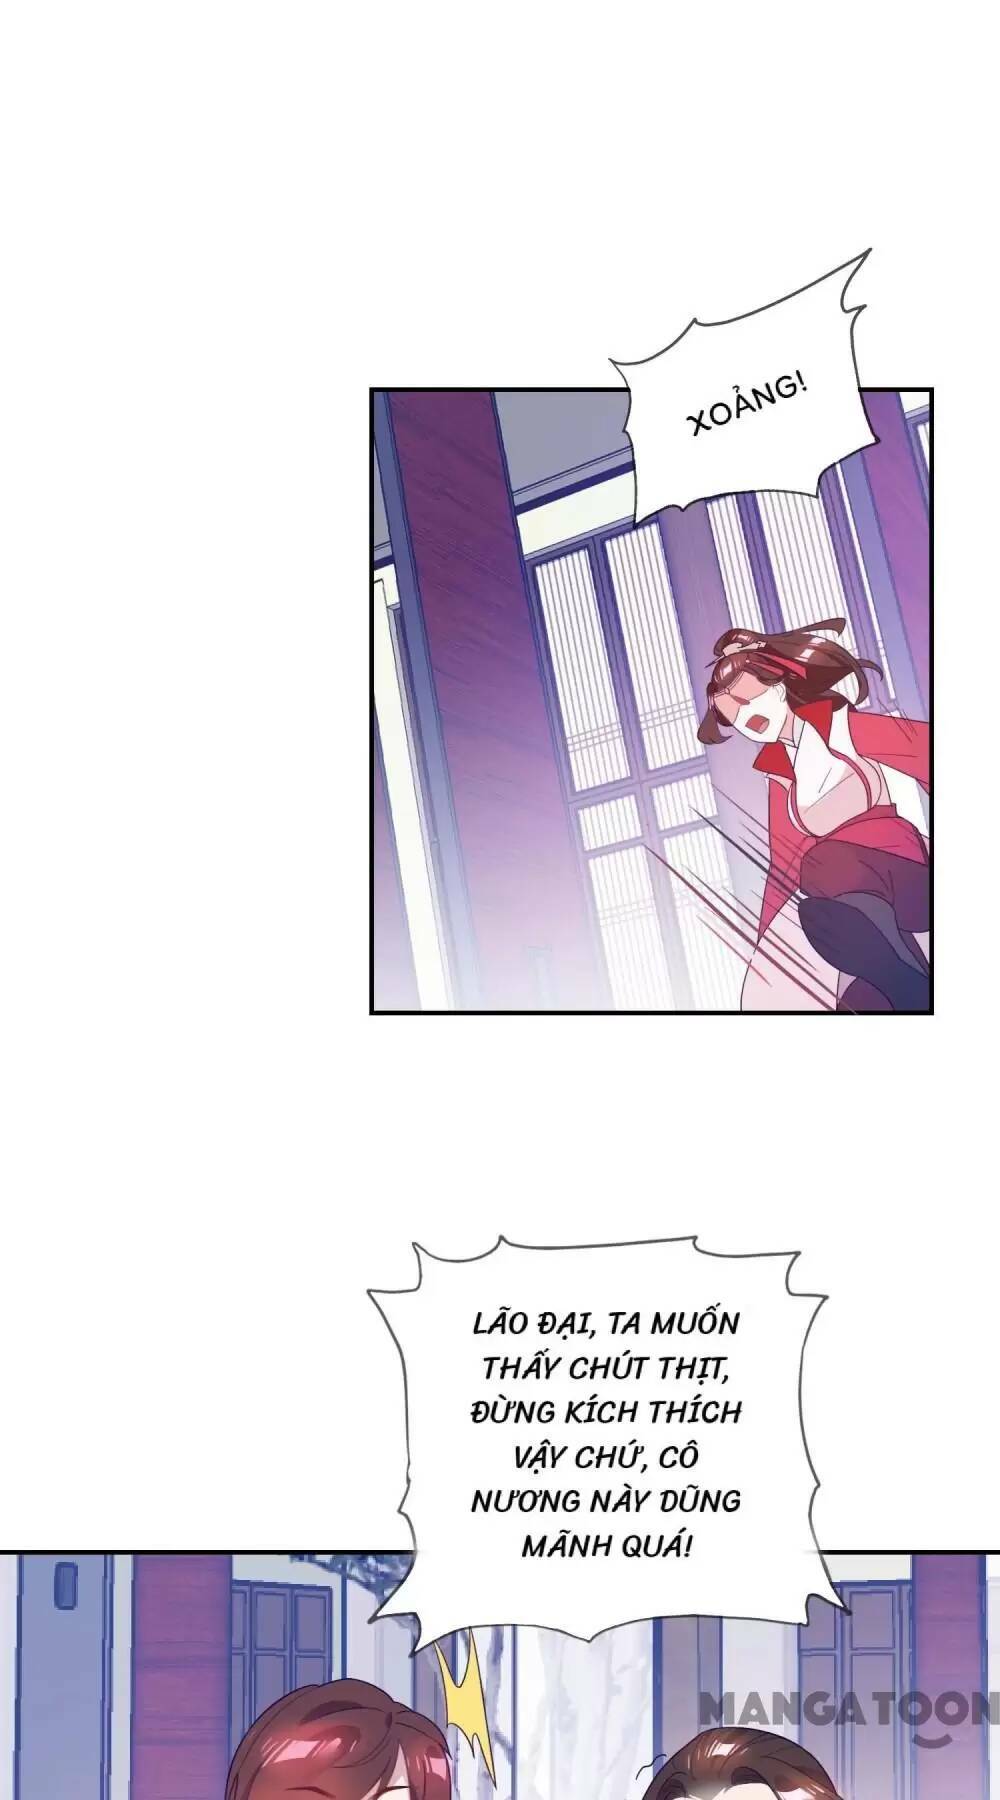 XOẢNG!
LÃO ĐẠI, TA MUỐN
THẤY CHÚT THỊT,
ĐỪNG KÍCH THÍCH
VẬY CHỨ, CÔ
NƯƠNG NÀY DŨNG
MÃNH QUÁ!
MANGATOON